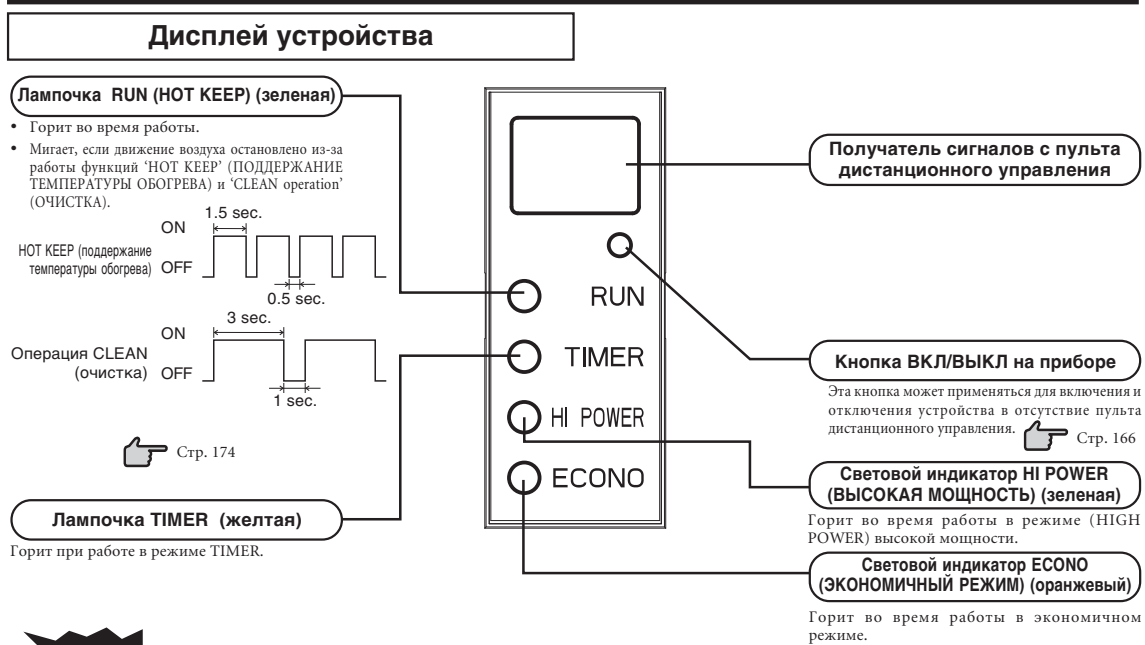 Дисплей устройства
Лампочка RUN (HOT KEEP) (зеленая)
• Горит во время работы.
• Мигает, если движение воздуха остановлено из-за
работы функций 'HOT KEEP' (ПОДДЕРЖАНИЕ
ТЕМПЕРАТУРЫ ОБОГРЕВА) и 'CLEAN operation'
(ОЧИСТКА).
1.5 sec.
ON
HOT KEEP (поддержание
температуры обогрева)
OFF
0.5 sec.
3 sec.
ON
Операция CLEAN
(очистка)
OFF
1 sec.
Стр. 174
Лампочка TIMER (желтая)
Горит при работе в режиме TIMER.
RUN
TIMER
HI POWER
ECONO
Получатель сигналов с пульта
дистанционного управления
Кнопка ВКЛ/ВЫКЛ на приборе
Эта кнопка может применяться для включения и
отключения устройства в отсутствие пульта
дистанционного управления.
Стр. 166
Световой индикатор HI POWER
(ВЫСОКАЯ МОЩНОСТЬ) (зеленая)
Горит во время работы в режиме (HIGH
POWER) высокой мощности.
Световой индикатор ECONO
(ЭКОНОМИЧНЫЙ РЕЖИМ) (оранжевый)
Горит во время работы в экономичном
режиме.